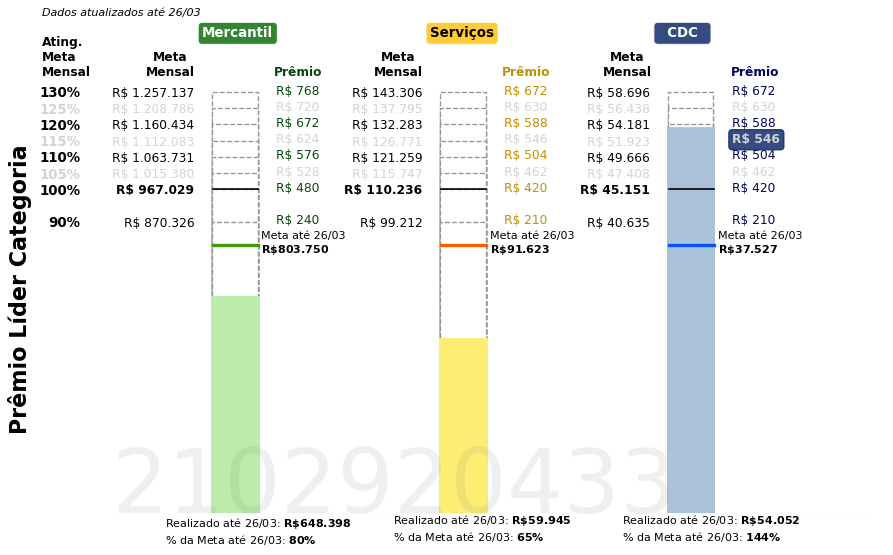 Dados atualizados até 26/03
Mercantil Serviços CDC
Ating.
Meta Meta Meta Meta
Mensal Mensal Prêmio Mensal Prêmio Mensal Prêmio
130% R$ 1.257.137 R$ 768 R$ 143.306 R$ 672 R$ 58.696 R$ 672
125% R$ 1.208.786 R$ 720 R$ 137.795 R$ 630 R$ 56.438 R$ 630
120% R$ 1.160.434 R$ 672 R$ 132.283 R$ 588 R$ 54.181 R$ 588
115% R$ 1.112.083 R$ 624 R$ 126.771 R$ 546 R$ 51.923 R$ 546
110% R$ 1.063.731 R$ 576 R$ 121.259 R$ 504 R$ 49.666 R$ 504
105% R$ 1.015.380 R$ 528 R$ 115.747 R$ 462 R$ 47.408 R$ 462
100% R$ 967.029 R$ 480 R$ 110.236 R$ 420 R$ 45.151 R$ 420
90% R$ 870.326 R$ 240 R$ 99.212 R$ 210 R$ 40.635 R$ 210
Meta até 26/03 Meta até 26/03 Meta até 26/03
R$803.750 R$91.623 R$37.527
Prêmio Líder Categoria
2102920433
Realizado até 26/03: R$648.398 Realizado até 26/03: R$59.945 Realizado até 26/03: R$54.052
% da Meta até 26/03: 80% % da Meta até 26/03: 65% % da Meta até 26/03: 144%